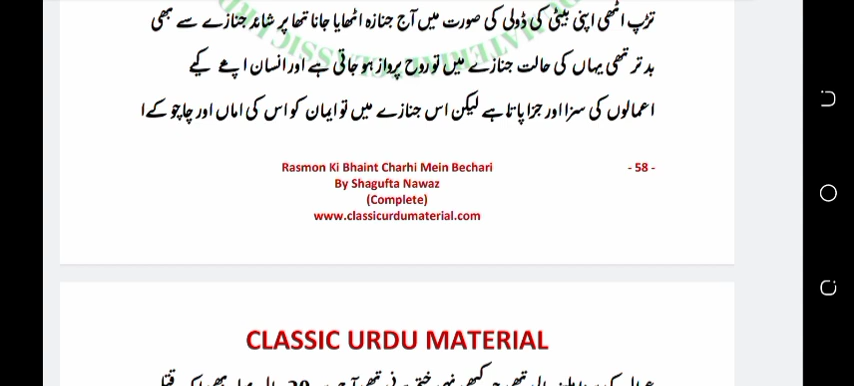 تڑپ اٹھی اپنی بیٹی کی ڈولی کی صورت میں آج جنازہ اٹھایا جانا تھا پر شائد جنازے سے بھی
بدتر تھی یہاں کی حالت جنازے میں تو روح پرواز ہو جاتی ہے اور انسان اپنے کیے
اعمالوں کی سزا اور جزا پاتا ہے لیکن اس جنازے میں تو ایمان کو اس کی اماں اور چاچو کے ا
Rasmon Ki Bhaint Charhi Mein Bechari - 58 -
By Shagufta Nawaz
(Complete)
www.classicurdumaterial.com
CLASSIC URDU MATERIAL